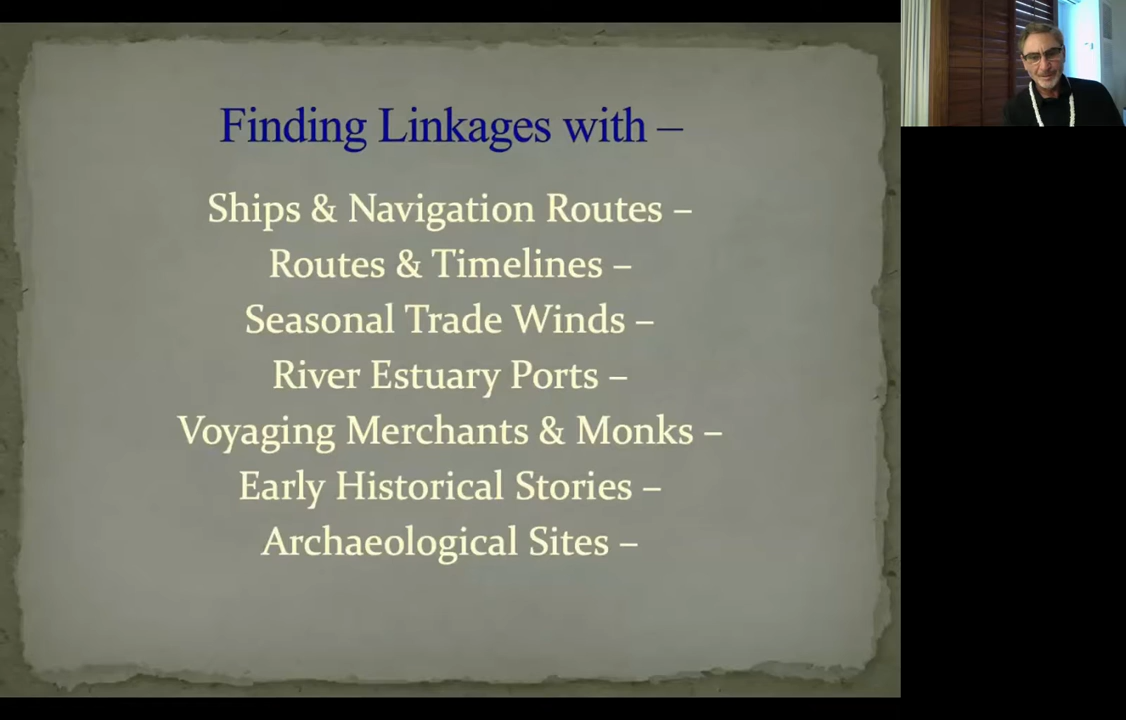 Finding Linkages with –
Ships & Navigation Routes –
Routes & Timelines –
Seasonal Trade Winds –
River Estuary Ports –
Voyaging Merchants & Monks –
Early Historical Stories –
Archaeological Sites –